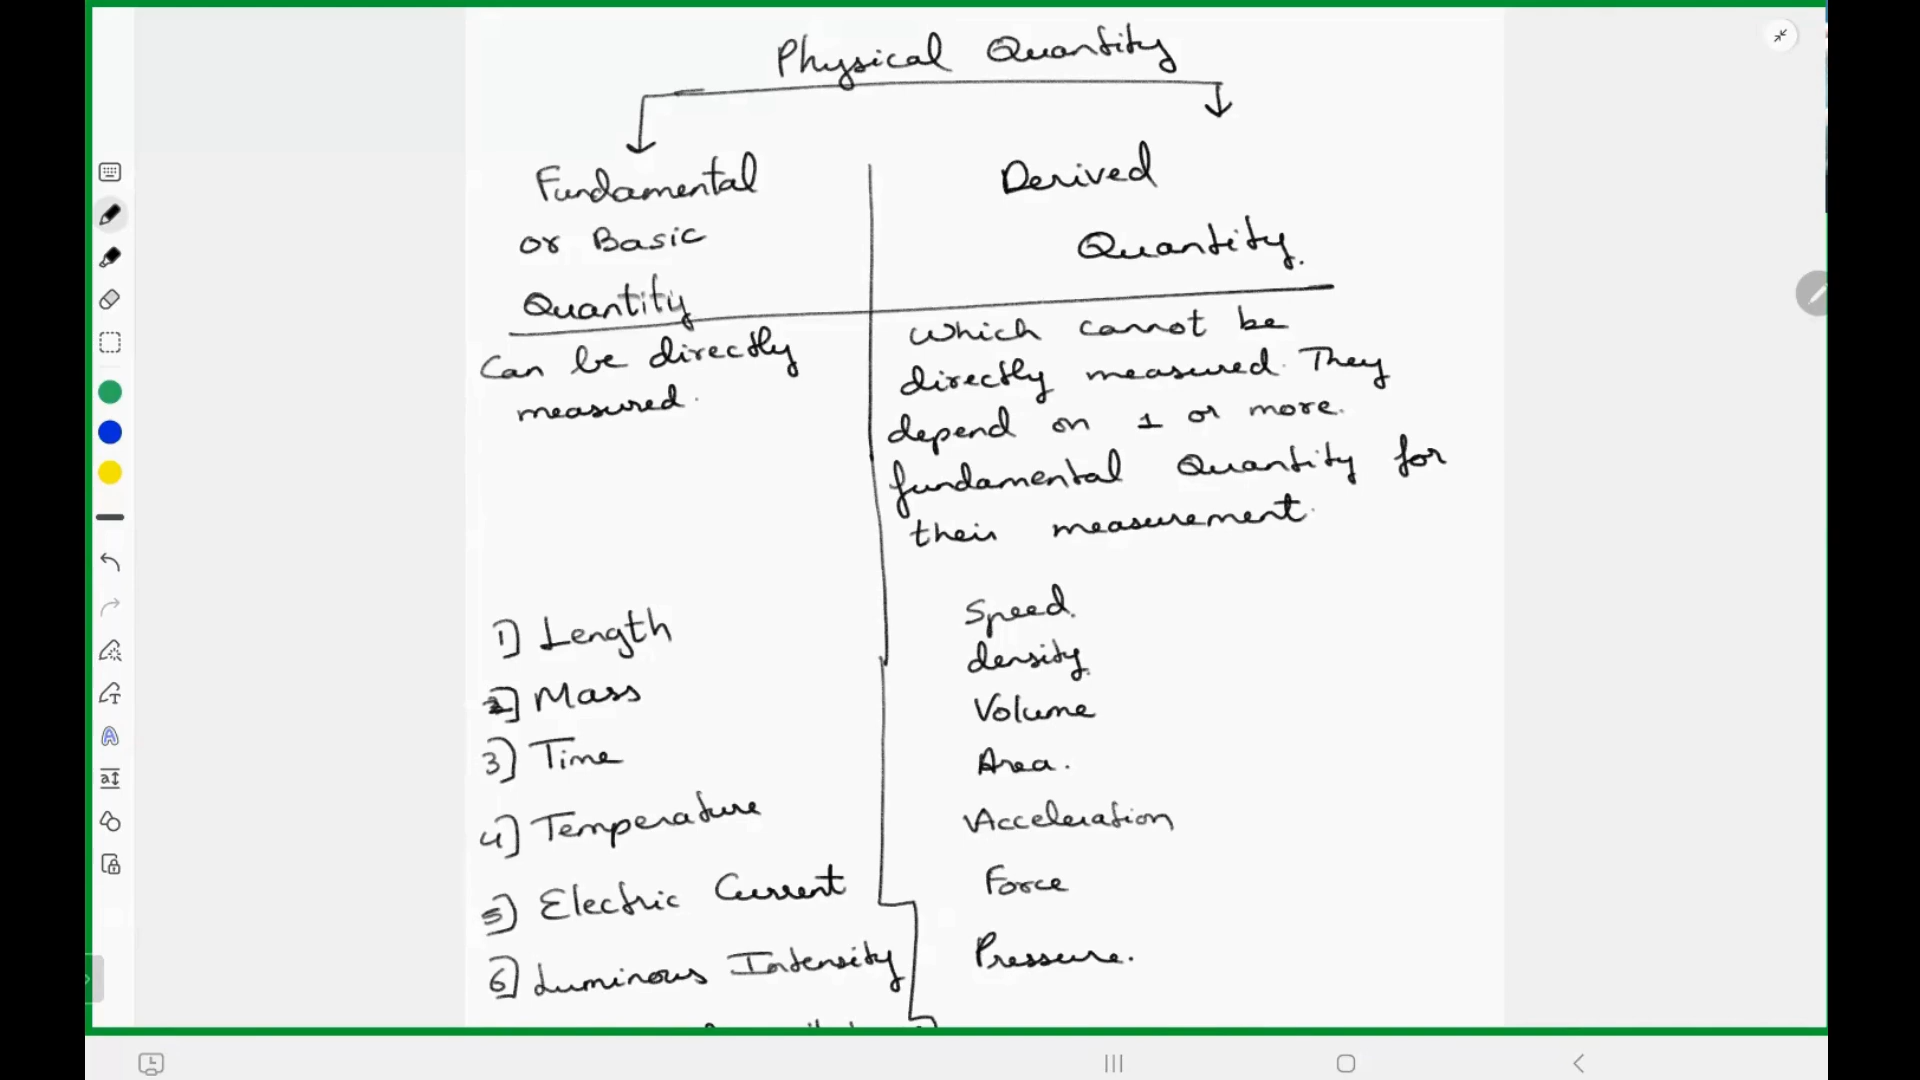 Physical Quantity
Fundamental
or Basic
Quantity
Can be directly
measured.
Derived
Quantity.
Which cannot be
directly measured. They
depend on 1 or more.
fundamental Quantity for
their measurement.
1) Length
2) Mass
3) Time
4) Temperature
5) Electric Current
6) Luminous Intensity
Speed.
density.
Volume
Area.
Acceleration
Force
Pressure.